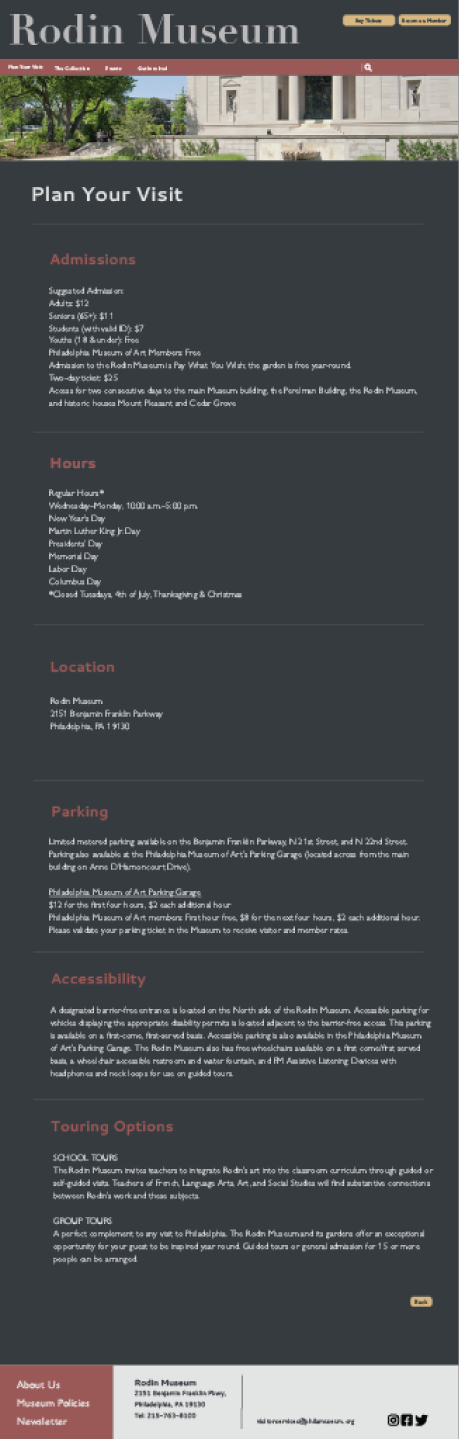 Rodin Museum
Buy Tickets
Become a Member
Plan Your Visit
The Collection
Events
Get Involved
Plan Your Visit
Admissions
Suggested Admission:
Adults: $12
Seniors (65+): $11
Students (with valid ID): $7
Youths (18 & under): Free
Philadelphia Museum of Art Members: Free
Admission to the Rodin Museum is Pay What You Wish; the garden is free year-round.
Two-day ticket: $25
Access for two consecutive days to the main Museum building, the Perelman Building, the Rodin Museum,
and historic houses Mount Pleasant and Cedar Grove
Hours
Regular Hours*
Wednesday–Monday, 10:00 a.m.–5:00 p.m.
New Year's Day
Martin Luther King Jr. Day
Presidents' Day
Memorial Day
Labor Day
Columbus Day
*Closed Tuesdays, 4th of July, Thanksgiving & Christmas
Location
Rodin Museum
2151 Benjamin Franklin Parkway
Philadelphia, PA 19130
Parking
Limited metered parking available on the Benjamin Franklin Parkway, N 21st Street, and N 22nd Street.
Parking also available at the Philadelphia Museum of Art's Parking Garage (located across from the main
building on Anne D'Harnoncourt Drive).
Philadelphia Museum of Art Parking Garage
$12 for the first four hours, $2 each additional hour
Philadelphia Museum of Art members: First hour free, $8 for the next four hours, $2 each additional hour.
Please validate your parking ticket in the Museum to receive visitor and member rates.
Accessibility
A designated barrier-free entrance is located on the North side of the Rodin Museum. Accessible parking for
vehicles displaying the appropriate disability permits is located adjacent to the barrier-free access. This parking
is available on a first-come, first-served basis. Accessible parking is also available in the Philadelphia Museum
of Art's Parking Garage. The Rodin Museum also has free wheelchairs available on a first come/first served
basis, a wheelchair accessible restroom and water fountain, and FM Assistive Listening Devices with
headphones and neck loops for use on guided tours.
Touring Options
SCHOOL TOURS
The Rodin Museum invites teachers to integrate Rodin's art into the classroom curriculum through guided or
self-guided visits. Teachers of French, Language Arts, Art, and Social Studies will find substantive connections
between Rodin's work and these subjects.
GROUP TOURS
A perfect complement to any visit to Philadelphia. The Rodin Museum and its gardens offer an exceptional
opportunity for your guest to be inspired year round. Guided tours or general admission for 15 or more
people can be arranged.
Back
About Us
Museum Policies
Newsletter
Rodin Museum
2151 Benjamin Franklin Pkwy,
Philadelphia, PA 19130
Tel: 215-763-8100
visitorservices@philamuseum.org